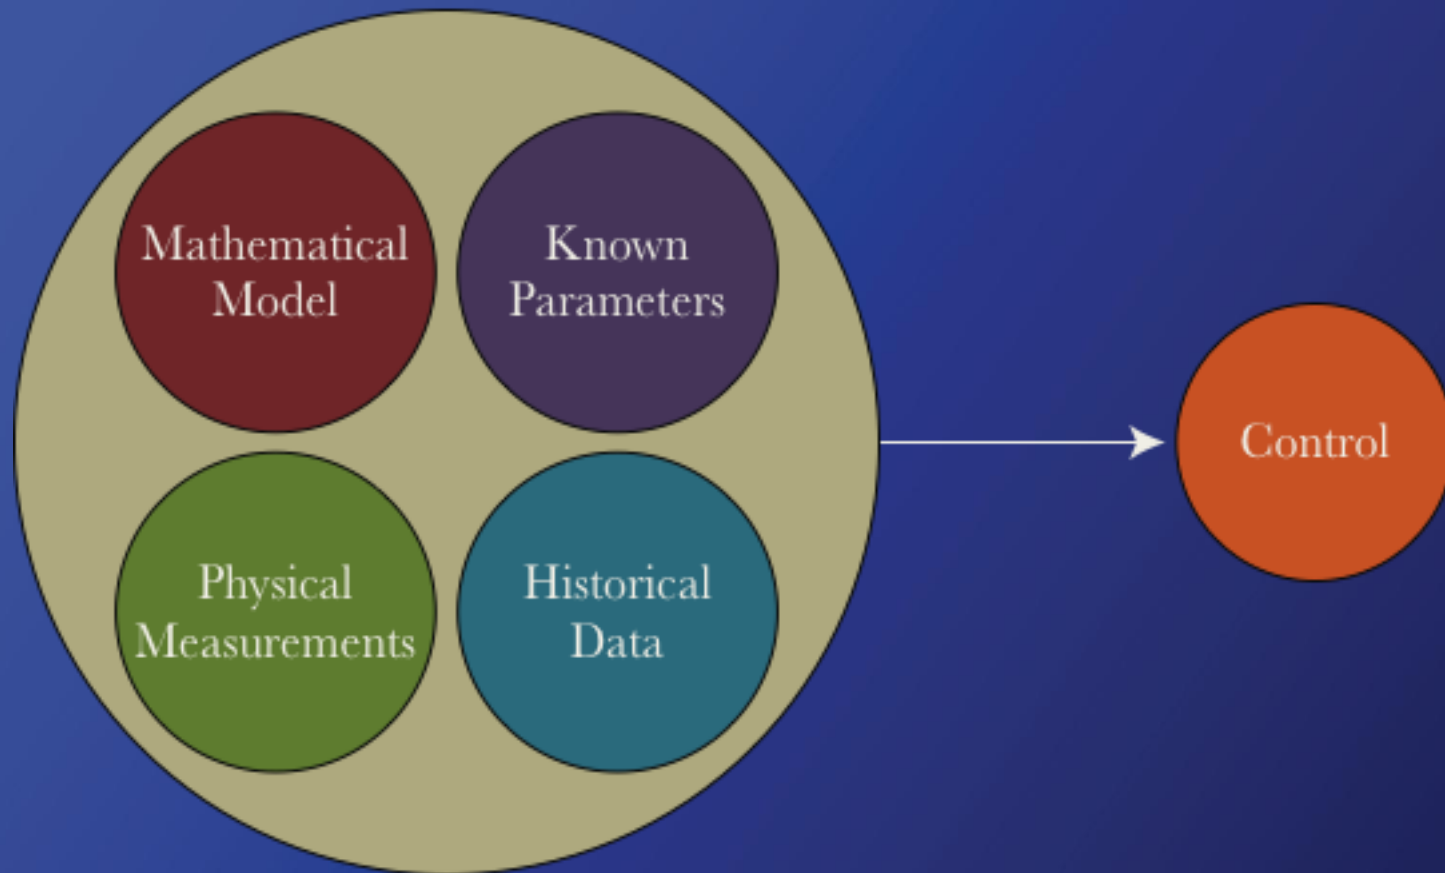 Mathematical
Model
Known
Parameters
Physical
Measurements
Historical
Data
Control